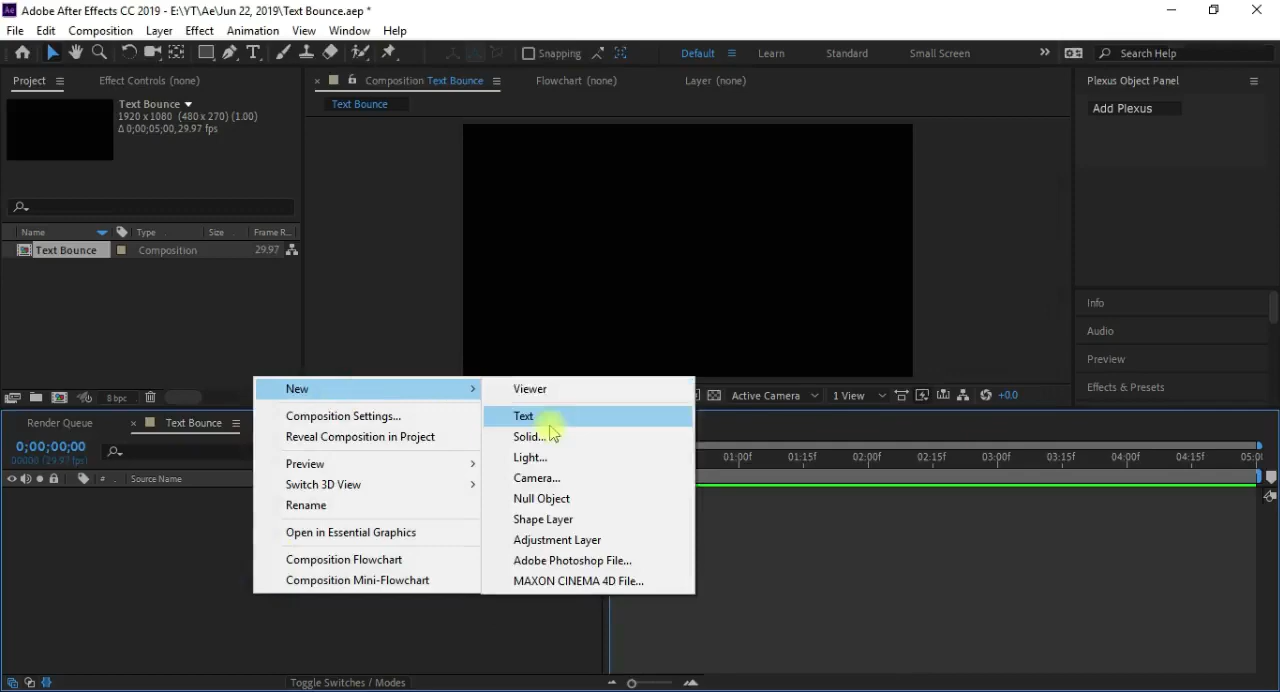 Adobe After Effects CC 2019 - E:\YT\Ae\Jun 22, 2019\Text Bounce.aep *
File Edit Composition Layer Effect Animation View Window Help
Snapping Default Learn Standard Small Screen Search Help
Project Effect Controls (none) Composition Text Bounce Flowchart (none) Layer (none) Plexus Object Panel
Text Bounce
1920 x 1080 (480 x 270) (1.00)
Δ 0;00;05;00, 29.97 fps
Text Bounce
Add Plexus
Name Type Size Frame R...
Text Bounce Composition 29.97
Info
Audio
Preview
Effects & Presets
8 bpc
Active Camera 1 View +0.0
New
Composition Settings...
Reveal Composition in Project
Preview
Switch 3D View
Rename
Open in Essential Graphics
Composition Flowchart
Composition Mini-Flowchart
Viewer
Text
Solid...
Light...
Camera...
Null Object
Shape Layer
Adjustment Layer
Adobe Photoshop File...
MAXON CINEMA 4D File...
Render Queue Text Bounce
0;00;00;00
00000 (29.97 fps)
# Source Name
01:00f 01:15f 02:00f 02:15f 03:00f 03:15f 04:00f 04:15f 05:0
Toggle Switches / Modes